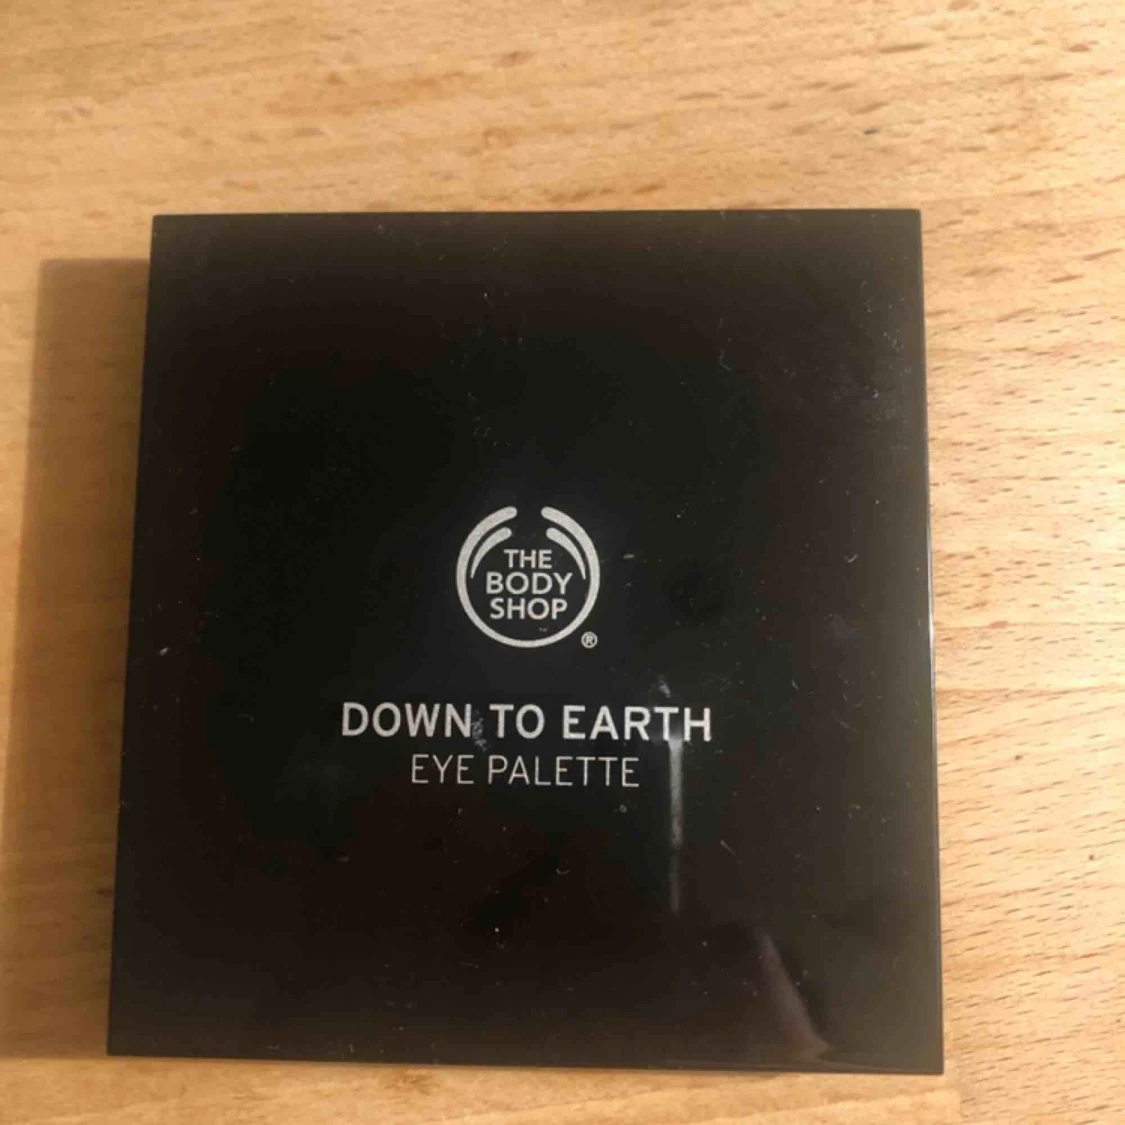 THE
BODY
SHOP
®
DOWN TO EARTH
EYE PALETTE